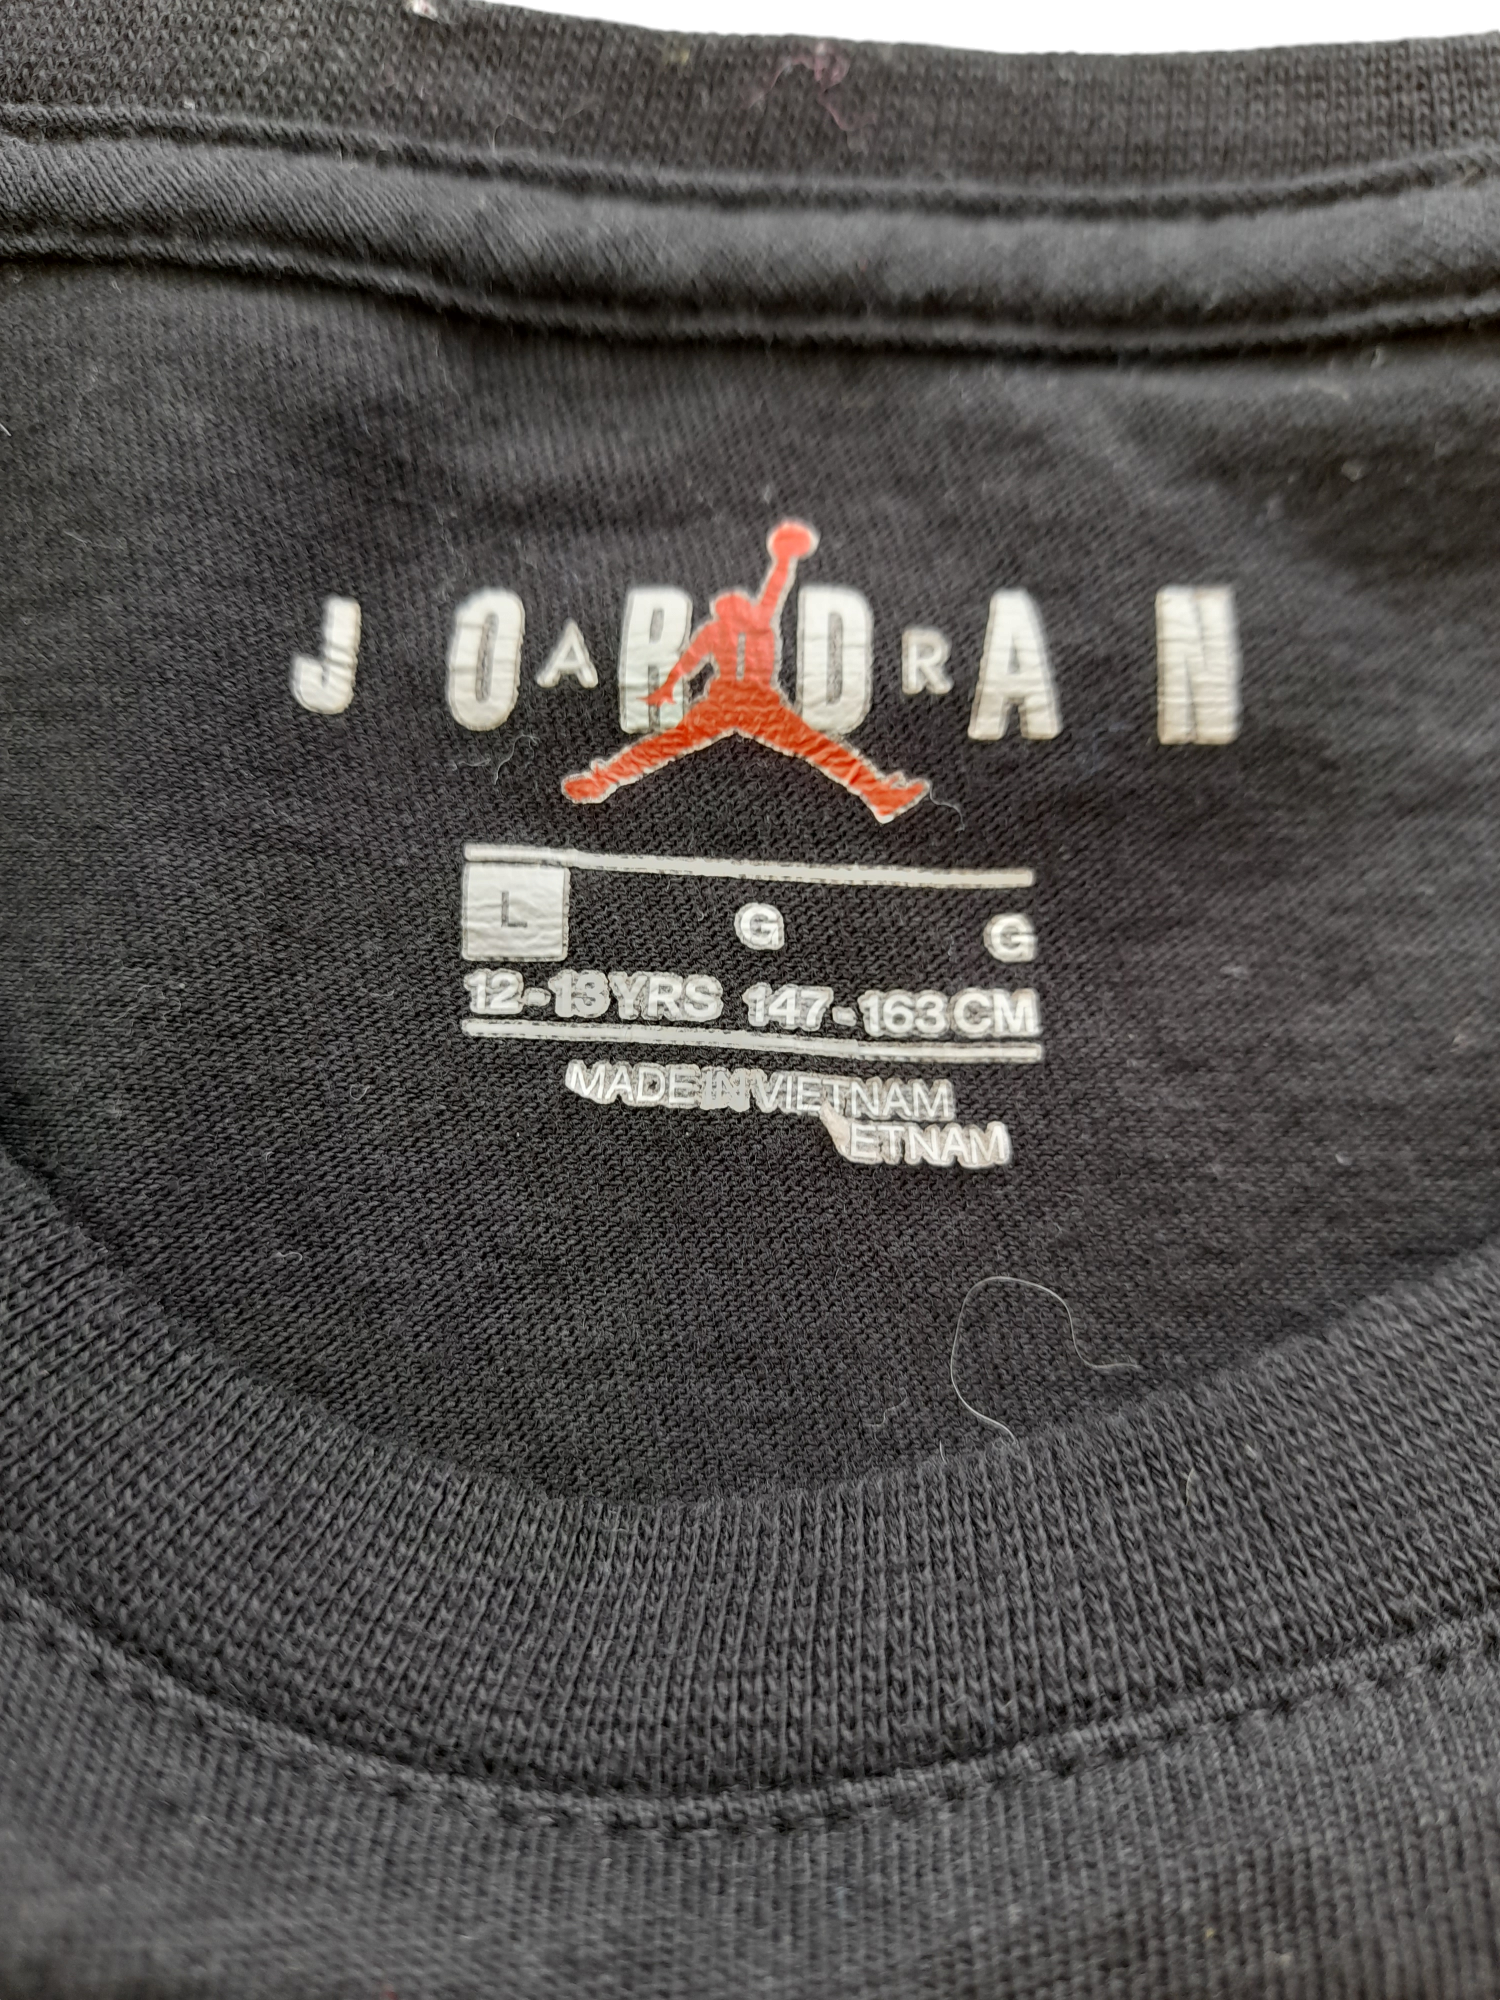 JORDAN
AIR
L G G
12-13YRS 147-163CM
MADE IN VIETNAM
ETNAM